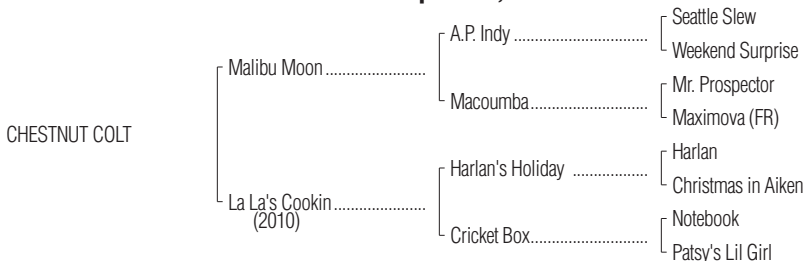 Seattle Slew
A.P. Indy ................................
Weekend Surprise
Malibu Moon ........................
Mr. Prospector
Macoumba............................
Maximova (FR)
CHESTNUT COLT
Harlan
Harlan's Holiday ..................
Christmas in Aiken
La La's Cookin......................
(2010)
Notebook
Cricket Box............................
Patsy's Lil Girl